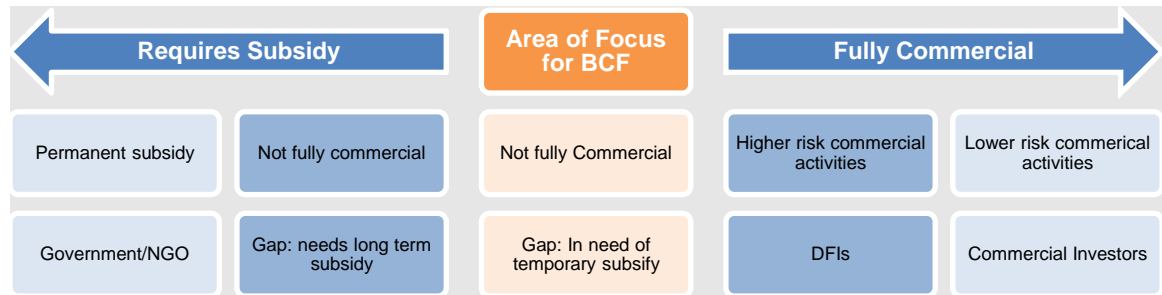 Requires Subsidy
Area of Focus
for BCF
Fully Commercial
Permanent subsidy
Not fully commercial
Not fully Commercial
Higher risk commercial
activities
Lower risk commerical
activities
Government/NGO
Gap: needs long term
subsidy
Gap: In need of
temporary subsify
DFIs
Commercial Investors